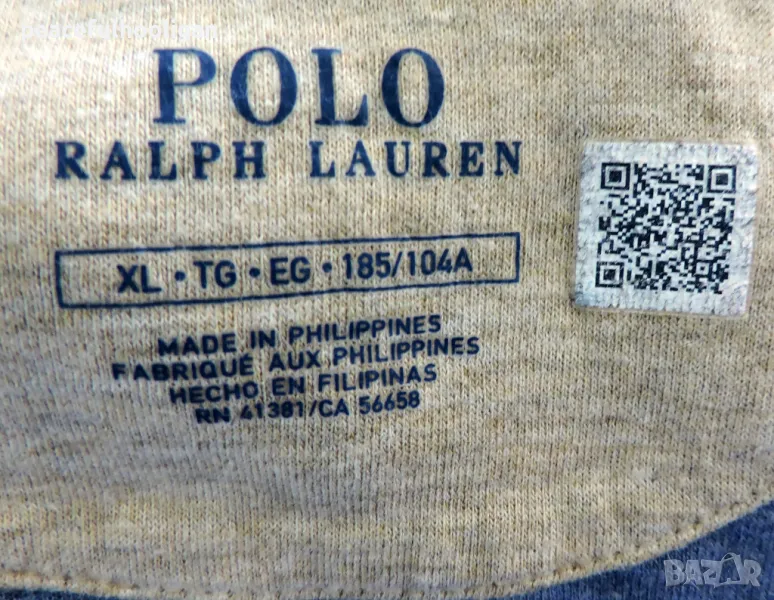 POLO
RALPH LAUREN
XL • TG • EG • 185/104A
MADE IN PHILIPPINES
FABRIQUÉ AUX PHILIPPINES
HECHO EN FILIPINAS
RN 41381/CA 56658
BAZAR